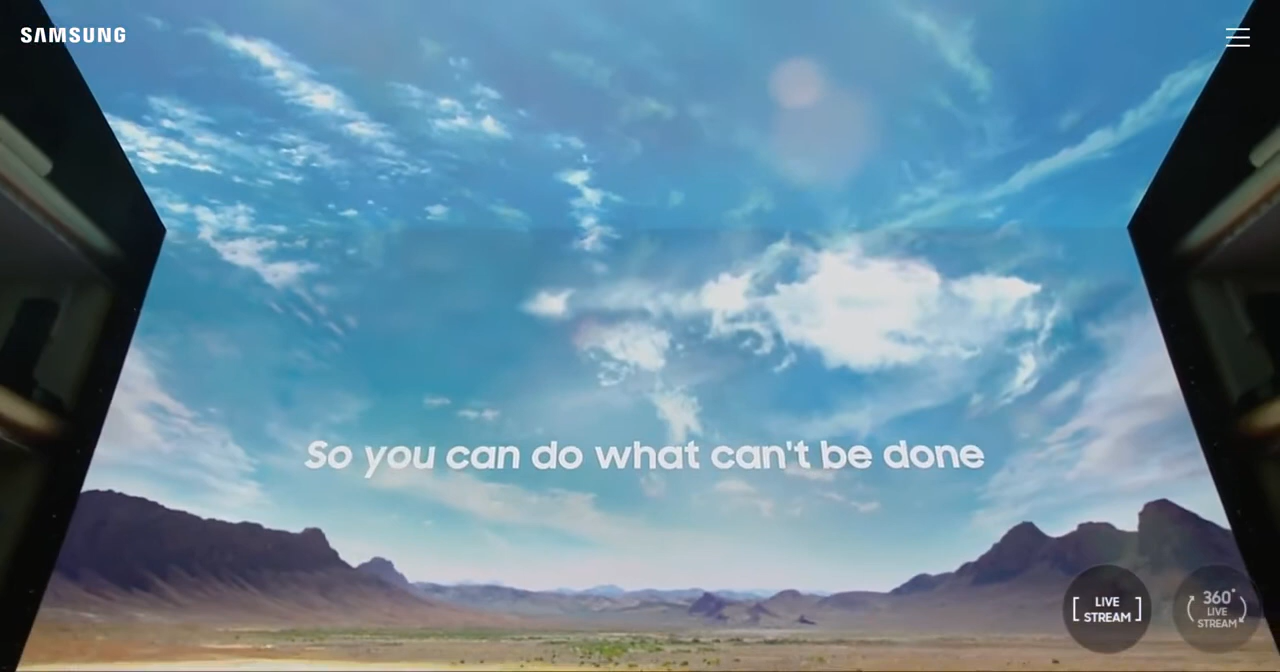 SAMSUNG
So you can do what can't be done
LIVE
STREAM
360°
LIVE
STREAM